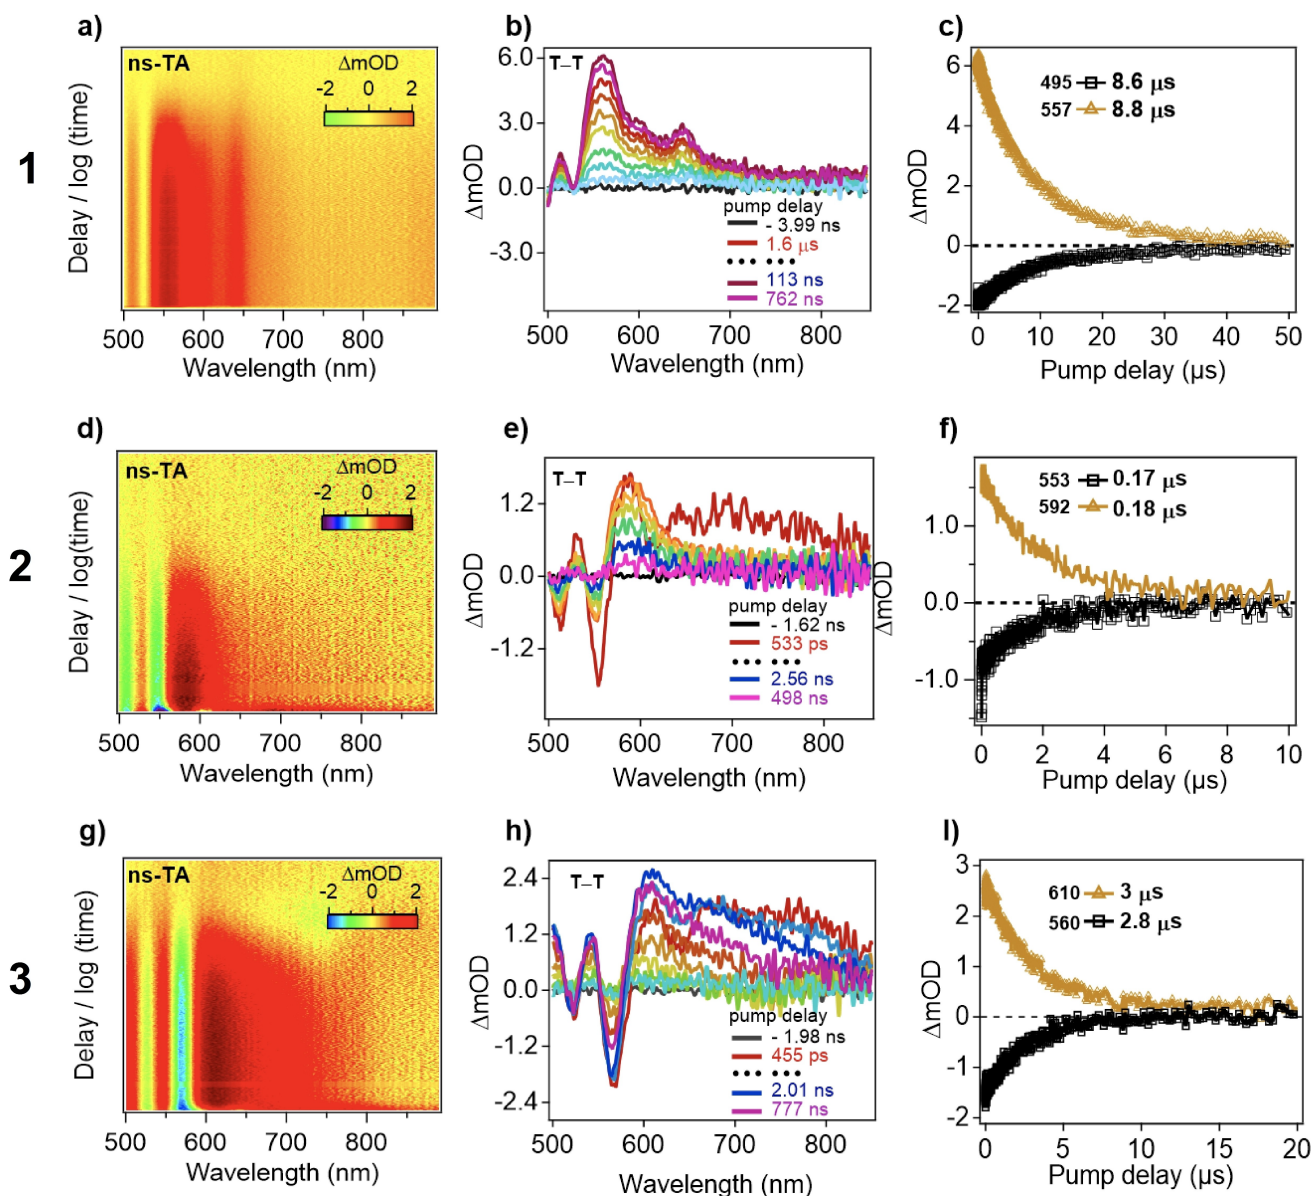 a)
ns-TA
ΔmOD
-2 0 2
Delay / log (time)
500 600 700 800
Wavelength (nm)
1
b)
T–T
6.0
3.0
0.0
-3.0
ΔmOD
pump delay
- 3.99 ns
1.6 μs
113 ns
762 ns
500 600 700 800
Wavelength (nm)
c)
495 8.6 μs
557 8.8 μs
6
4
2
0
-2
ΔmOD
0 10 20 30 40 50
Pump delay (μs)
d)
ns-TA
ΔmOD
-2 0 2
Delay / log(time)
500 600 700 800
Wavelength (nm)
2
e)
T–T
1.2
0.0
-1.2
ΔmOD
pump delay
- 1.62 ns
533 ps
2.56 ns
498 ns
500 600 700 800
Wavelength (nm)
f)
553 0.17 μs
592 0.18 μs
1.0
0.0
-1.0
ΔmOD
0 2 4 6 8 10
Pump delay (μs)
g)
ns-TA
ΔmOD
-2 0 2
Delay / log (time)
500 600 700 800
Wavelength (nm)
3
h)
T–T
2.4
1.2
0.0
-1.2
-2.4
ΔmOD
pump delay
- 1.98 ns
455 ps
2.01 ns
777 ns
500 600 700 800
Wavelength (nm)
I)
610 3 μs
560 2.8 μs
3
2
1
0
-1
-2
ΔmOD
0 5 10 15 20
Pump delay (μs)